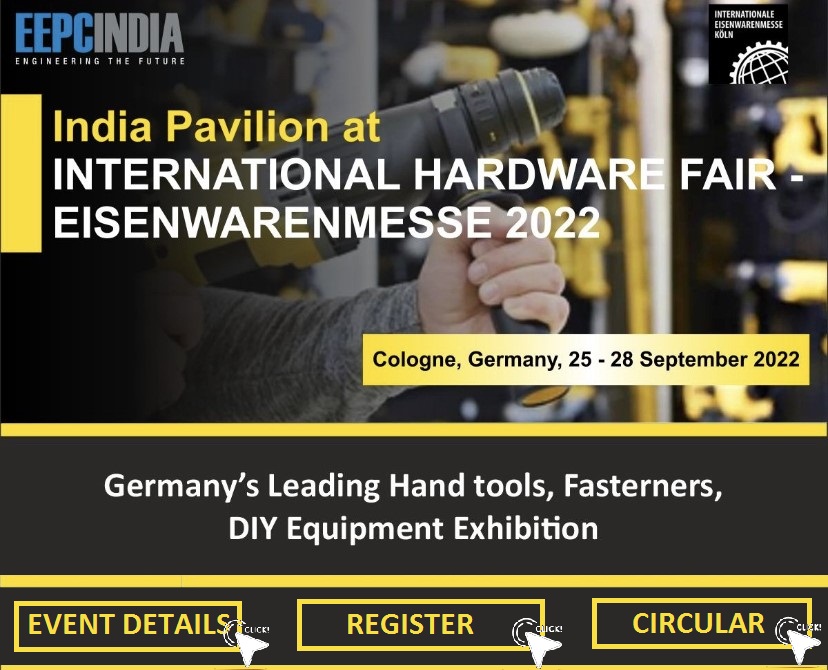 EEPCINDIA
ENGINEERING THE FUTURE
INTERNATIONALE
EISENWARENMESSE
KÖLN
India Pavilion at
INTERNATIONAL HARDWARE FAIR -
EISENWARENMESSE 2022
Cologne, Germany, 25 - 28 September 2022
Germany's Leading Hand tools, Fasterners,
DIY Equipment Exhibition
EVENT DETAILS CLICK!
REGISTER CLICK!
CIRCULAR CLICK!